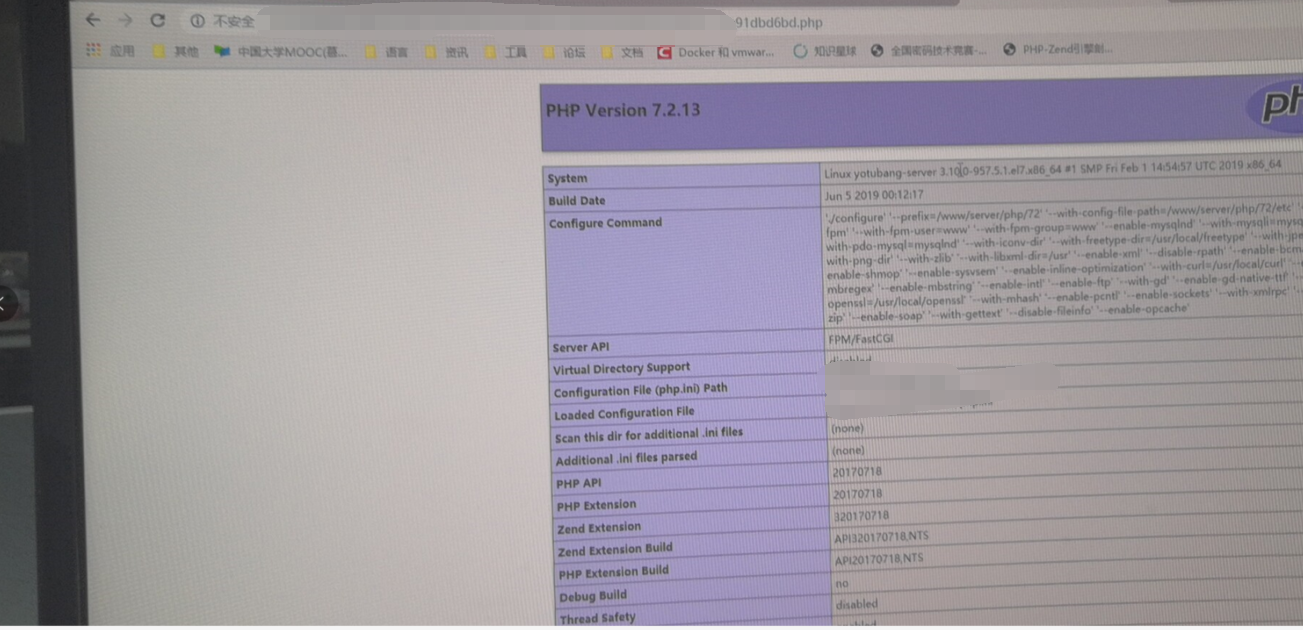 不安全
91dbd6bd.php
应用 其他 中国大学MOOC(慕... 语言 资讯 工具 论坛 文档 Docker 和 vmwar... 知识星球 全国密码技术竞赛-... PHP-Zend引擎剖...
PHP Version 7.2.13
ph
System Linux yotubang-server 3.10.0-957.5.1.el7.x86_64 #1 SMP Fri Feb 1 14:54:57 UTC 2019 x86_64
Build Date Jun 5 2019 00:12:17
Configure Command './configure' '--prefix=/www/server/php/72' '--with-config-file-path=/www/server/php/72/etc' '
fpm' '--with-fpm-user=www' '--with-fpm-group=www' '--enable-mysqlnd' '--with-mysqli=mysq
with-pdo-mysql=mysqlnd' '--with-iconv-dir' '--with-freetype-dir=/usr/local/freetype' '--with-jpe
with-png-dir' '--with-zlib' '--with-libxml-dir=/usr' '--enable-xml' '--disable-rpath' '--enable-bcm
enable-shmop' '--enable-sysvsem' '--enable-inline-optimization' '--with-curl=/usr/local/curl' '--
mbregex' '--enable-mbstring' '--enable-intl' '--enable-ftp' '--with-gd' '--enable-gd-native-ttf' '--
openssl=/usr/local/openssl' '--with-mhash' '--enable-pcntl' '--enable-sockets' '--with-xmlrpc' '--
zip' '--enable-soap' '--with-gettext' '--disable-fileinfo' '--enable-opcache'
Server API FPM/FastCGI
Virtual Directory Support disabled
Configuration File (php.ini) Path
Loaded Configuration File
Scan this dir for additional .ini files (none)
Additional .ini files parsed (none)
PHP API 20170718
PHP Extension 20170718
Zend Extension 320170718
Zend Extension Build API320170718,NTS
PHP Extension Build API20170718,NTS
Debug Build no
Thread Safety disabled